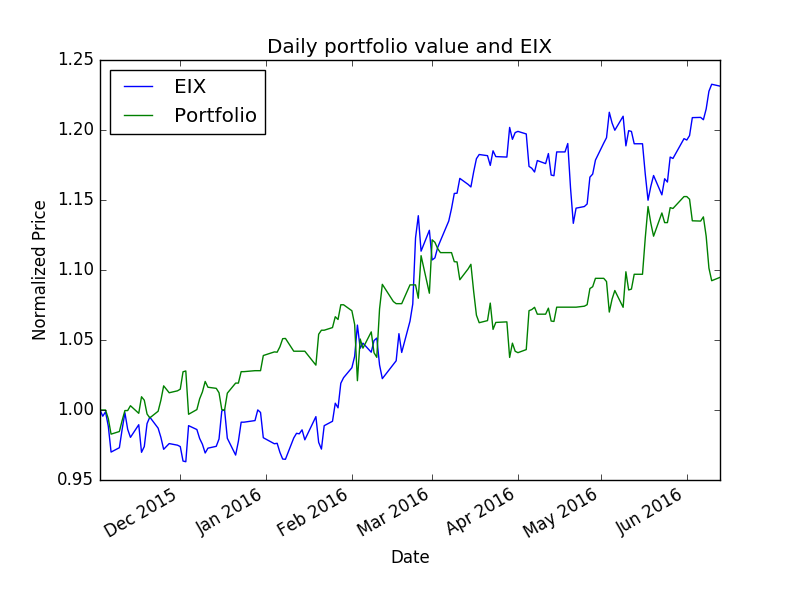 Daily portfolio value and EIX
EIX
Portfolio
1.25
1.20
1.15
1.10
1.05
1.00
0.95
Normalized Price
Dec 2015
Jan 2016
Feb 2016
Mar 2016
Apr 2016
May 2016
Jun 2016
Date